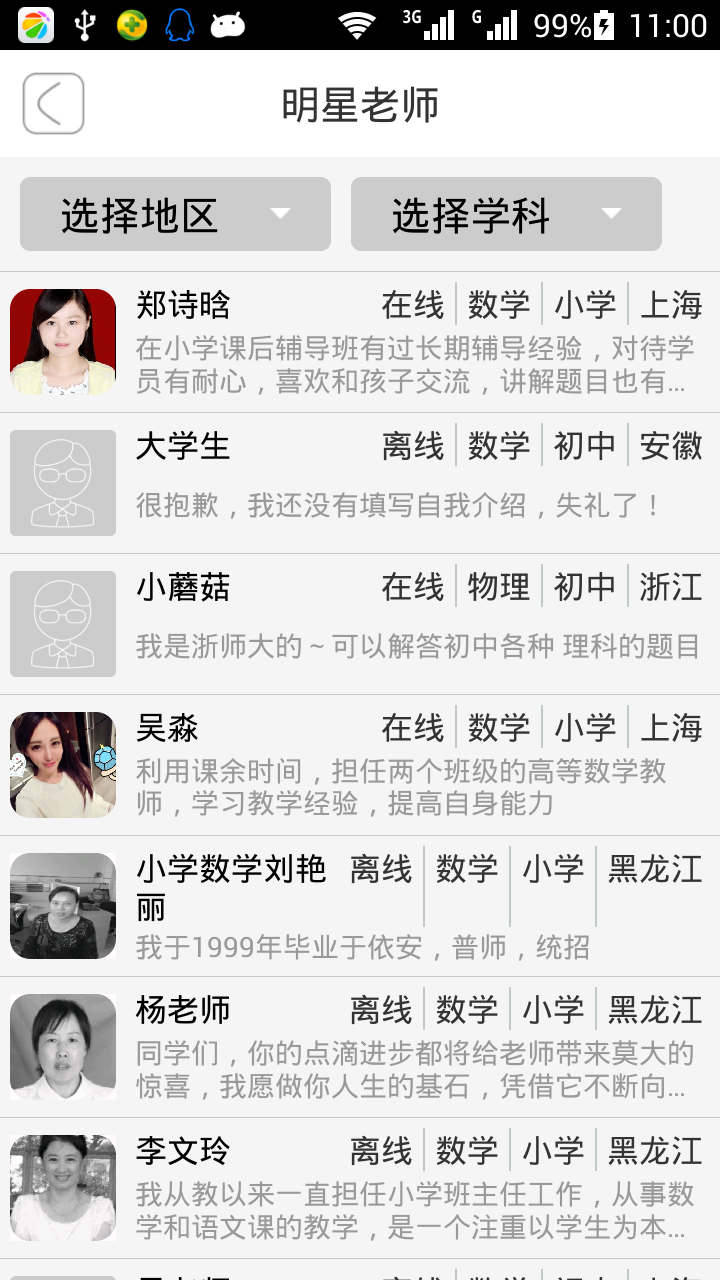 3G G 99% 11:00
明星老师
选择地区 选择学科
郑诗晗 在线 数学 小学 上海
在小学课后辅导班有过长期辅导经验，对待学
员有耐心，喜欢和孩子交流，讲解题目也有...
大学生 离线 数学 初中 安徽
很抱歉，我还没有填写自我介绍，失礼了！
小蘑菇 在线 物理 初中 浙江
我是浙师大的～可以解答初中各种 理科的题目
吴淼 在线 数学 小学 上海
利用课余时间，担任两个班级的高等数学教
师，学习教学经验，提高自身能力
小学数学刘艳 离线 数学 小学 黑龙江
丽
我于1999年毕业于依安，普师，统招
杨老师 离线 数学 小学 黑龙江
同学们，你的点滴进步都将给老师带来莫大的
惊喜，我愿做你人生的基石，凭借它不断向...
李文玲 离线 数学 小学 黑龙江
我从教以来一直担任小学班主任工作，从事数
学和语文课的教学，是一个注重以学生为本...